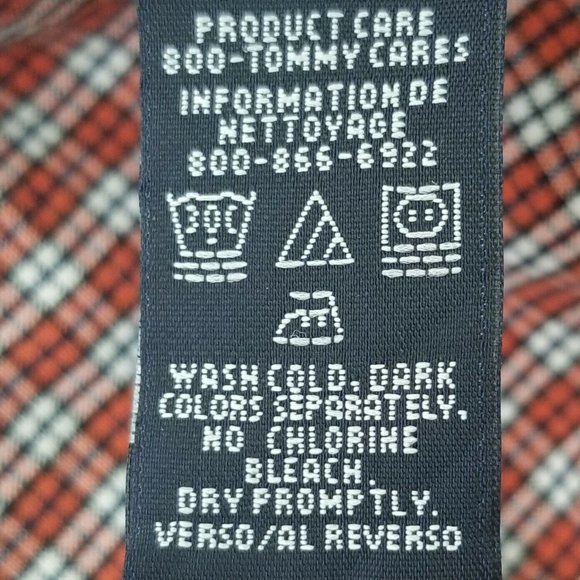 PRODUCT CARE
800-TOMMY CARES
INFORMATION DE
NETTOYAGE
800-866-6922
30C
WASH COLD. DARK
COLORS SEPARATELY.
NO CHLORINE
BLEACH.
DRY PROMPTLY.
VERSO/AL REVERSO